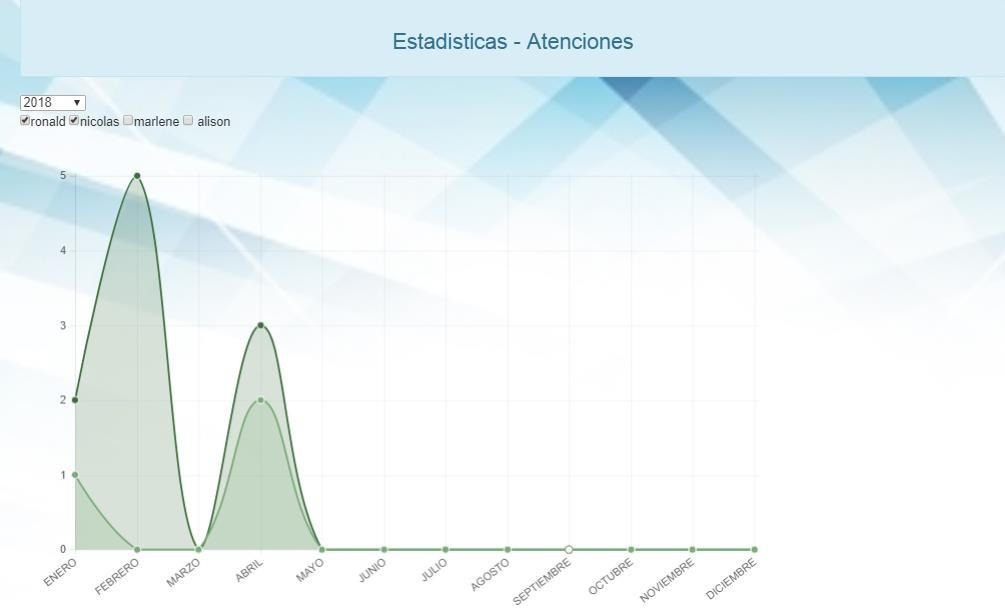 Estadisticas - Atenciones
2018
ronald nicolas marlene alison
5
4
3
2
1
0
ENERO FEBRERO MARZO ABRIL MAYO JUNIO JULIO AGOSTO SEPTIEMBRE OCTUBRE NOVIEMBRE DICIEMBRE